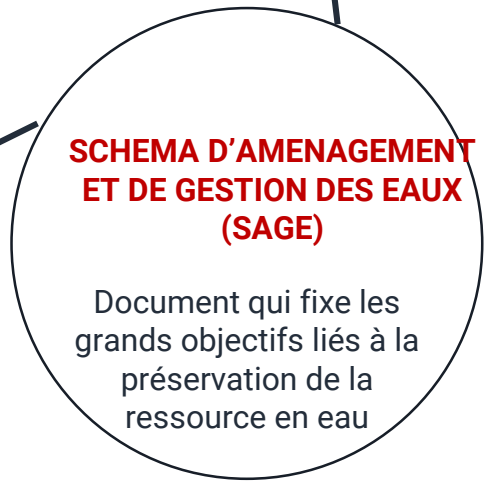 SCHEMA D’AMENAGEMENT
ET DE GESTION DES EAUX
(SAGE)
Document qui fixe les
grands objectifs liés à la
préservation de la
ressource en eau